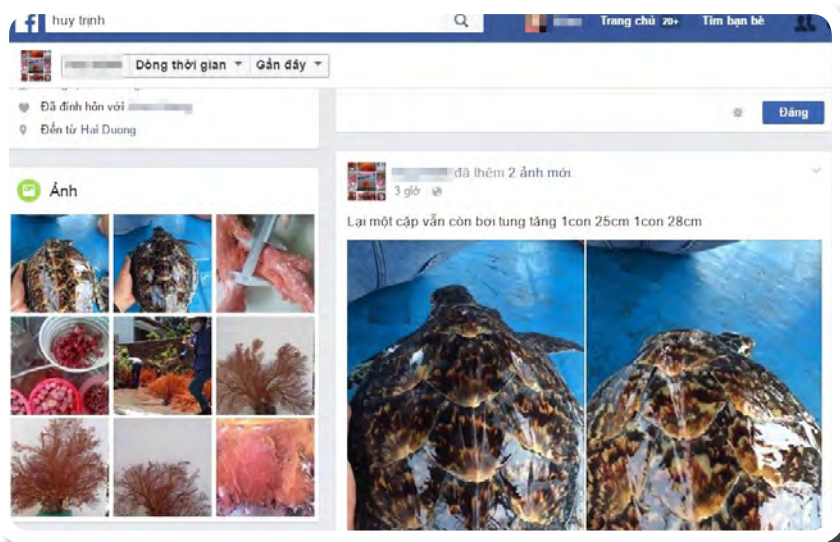 f huy trịnh
Trang chủ 20+ Tìm bạn bè
Dòng thời gian Gần đây
Đã đính hôn với
Đến từ Hai Duong
Đăng
Ảnh
đã thêm 2 ảnh mới
3 giờ
Lại một cặp vẫn còn bơi tung tăng 1con 25cm 1con 28cm